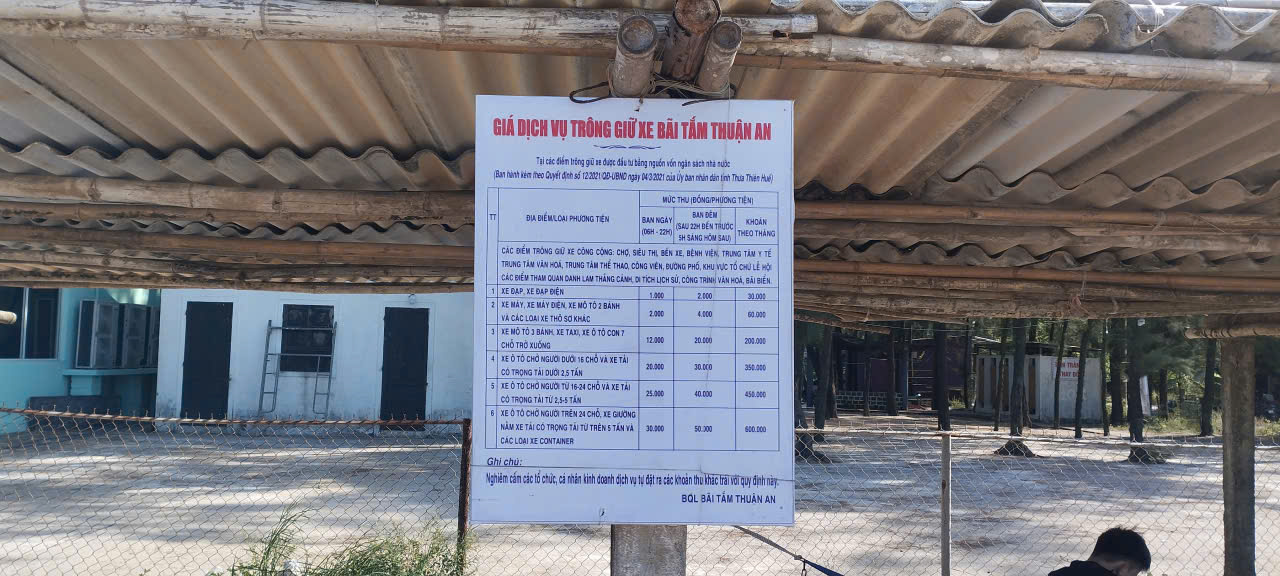 GIÁ DỊCH VỤ TRÔNG GIỮ XE BÃI TẮM THUẬN AN
Tại các điểm trông giữ xe được đầu tư bằng nguồn vốn ngân sách nhà nước
(Ban hành kèm theo Quyết định số 12/2021/QĐ-UBND ngày 04/3/2021 của Ủy ban nhân dân tỉnh Thừa Thiên Huế)
MỨC THU (ĐỒNG/PHƯƠNG TIỆN)
TT ĐỊA ĐIỂM/LOẠI PHƯƠNG TIỆN BAN NGÀY (06H - 22H) BAN ĐÊM (SAU 22H ĐẾN TRƯỚC 5H SÁNG HÔM SAU) KHOÁN THEO THÁNG
CÁC ĐIỂM TRÔNG GIỮ XE CÔNG CỘNG: CHỢ, SIÊU THỊ, BẾN XE, BỆNH VIỆN, TRUNG TÂM Y TẾ
TRUNG TÂM VĂN HOÁ, TRUNG TÂM THỂ THAO, CÔNG VIÊN, ĐƯỜNG PHỐ, KHU VỰC TỔ CHỨ LỄ HỘI
CÁC ĐIỂM THAM QUAN DANH LAM THẮNG CẢNH, DI TÍCH LỊCH SỬ, CÔNG TRÌNH VĂN HOÁ, BÃI BIỂN.
1 XE ĐẠP, XE ĐẠP ĐIỆN 1.000 2.000 30.000
2 XE MÁY, XE MÁY ĐIỆN, XE MÔ TÔ 2 BÁNH
VÀ CÁC LOẠI XE THÔ SƠ KHÁC 2.000 4.000 60.000
3 XE MÔ TÔ 3 BÁNH, XE TAXI, XE Ô TÔ CON 7
CHỖ TRỞ XUỐNG 12.000 20.000 200.000
4 XE Ô TÔ CHỞ NGƯỜI DƯỚI 16 CHỖ VÀ XE TẢI
CÓ TRỌNG TẢI DƯỚI 2,5 TẤN 20.000 30.000 350.000
5 XE Ô TÔ CHỞ NGƯỜI TỪ 16-24 CHỖ VÀ XE TẢI
CÓ TRỌNG TẢI TỪ 2,5-5 TẤN 25.000 40.000 450.000
6 XE Ô TÔ CHỞ NGƯỜI TRÊN 24 CHỖ, XE GIƯỜNG
NẰM XE TẢI CÓ TRỌNG TẢI TỪ TRÊN 5 TẤN VÀ
CÁC LOẠI XE CONTAINER 30.000 50.000 600.000
Ghi chú:
Nghiêm cấm các tổ chức, cá nhân kinh doanh dịch vụ tự đặt ra các khoản thu khác trái với quy định này.
BQL BÃI TẮM THUẬN AN